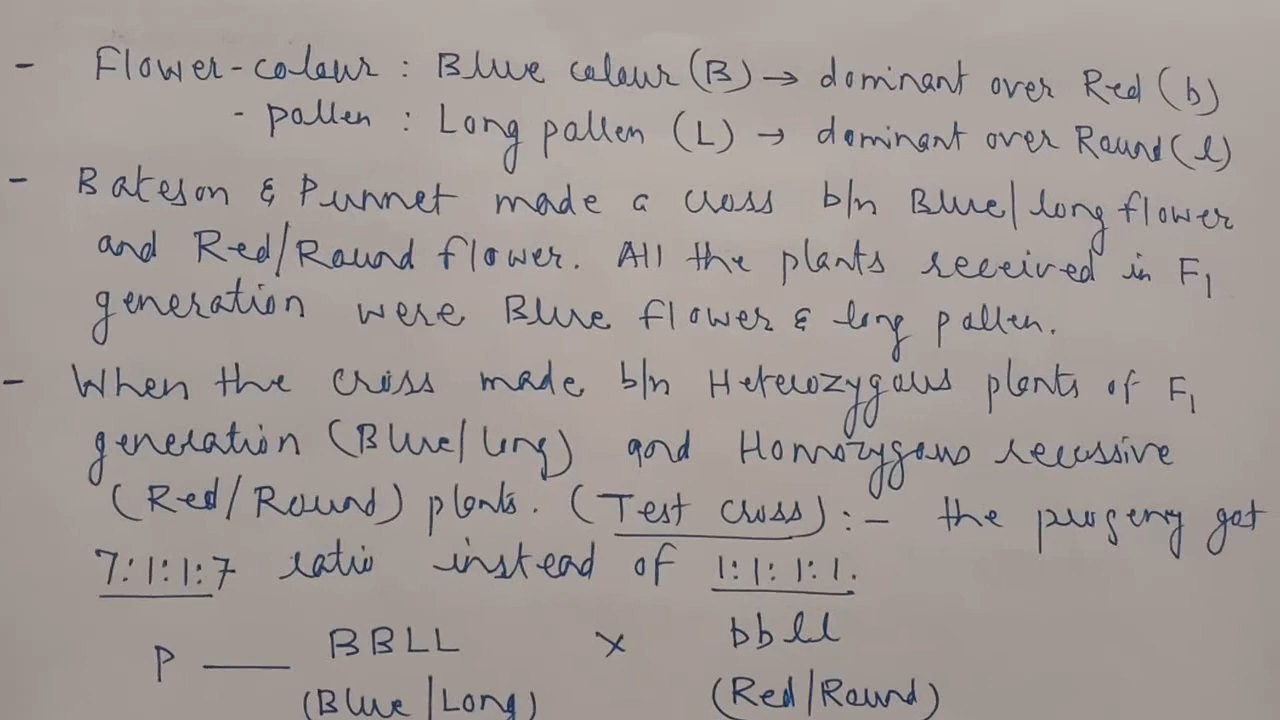 - Flower-colour : Blue colour (B) → dominant over Red (b)
- pollen : Long pollen (L) → dominant over Round (l)
- Bateson & Punnet made a cross b/n Blue/long flower
and Red/Round flower. All the plants received in F₁
generation were Blue flower & long pollen.
- When the cross made b/n Heterozygous plants of F₁
generation (Blue/long) and Homozygous recessive
(Red/Round) plants. (Test cross) :- the progeny got
7:1:1:7 ratio instead of 1:1:1:1.
P — BBLL × bbll
(Blue/Long) (Red/Round)